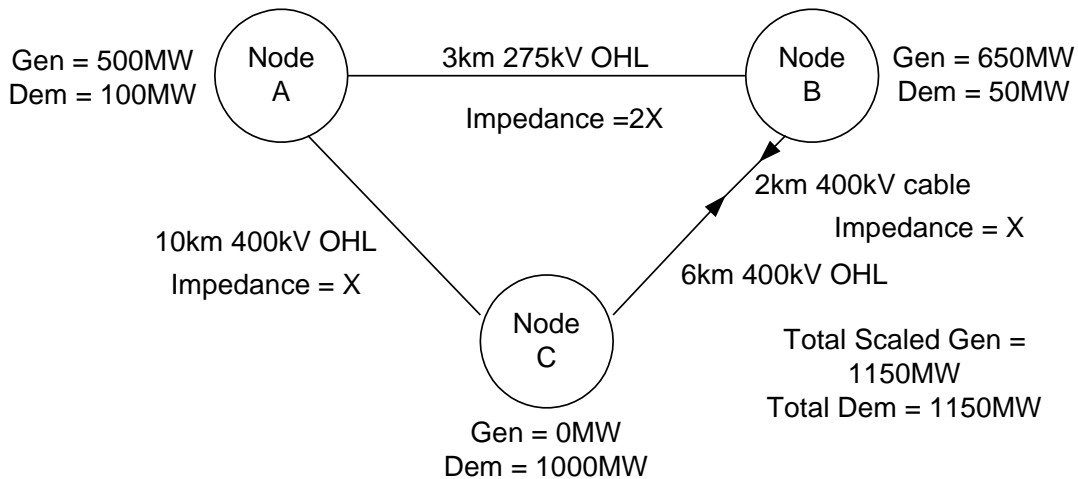 Gen = 500MW
Dem = 100MW
Node
A
3km 275kV OHL
Impedance =2X
Node
B
Gen = 650MW
Dem = 50MW
2km 400kV cable
Impedance = X
10km 400kV OHL
Impedance = X
6km 400kV OHL
Node
C
Total Scaled Gen =
1150MW
Total Dem = 1150MW
Gen = 0MW
Dem = 1000MW